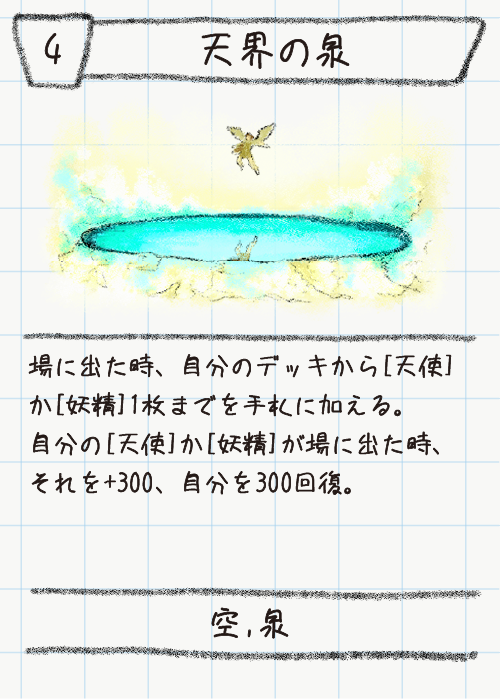 4
天界の泉
場に出た時、自分のデッキから[天使]
か[妖精]1枚までを手札に加える。
自分の[天使]か[妖精]が場に出た時、
それを+300、自分を300回復。
空,泉